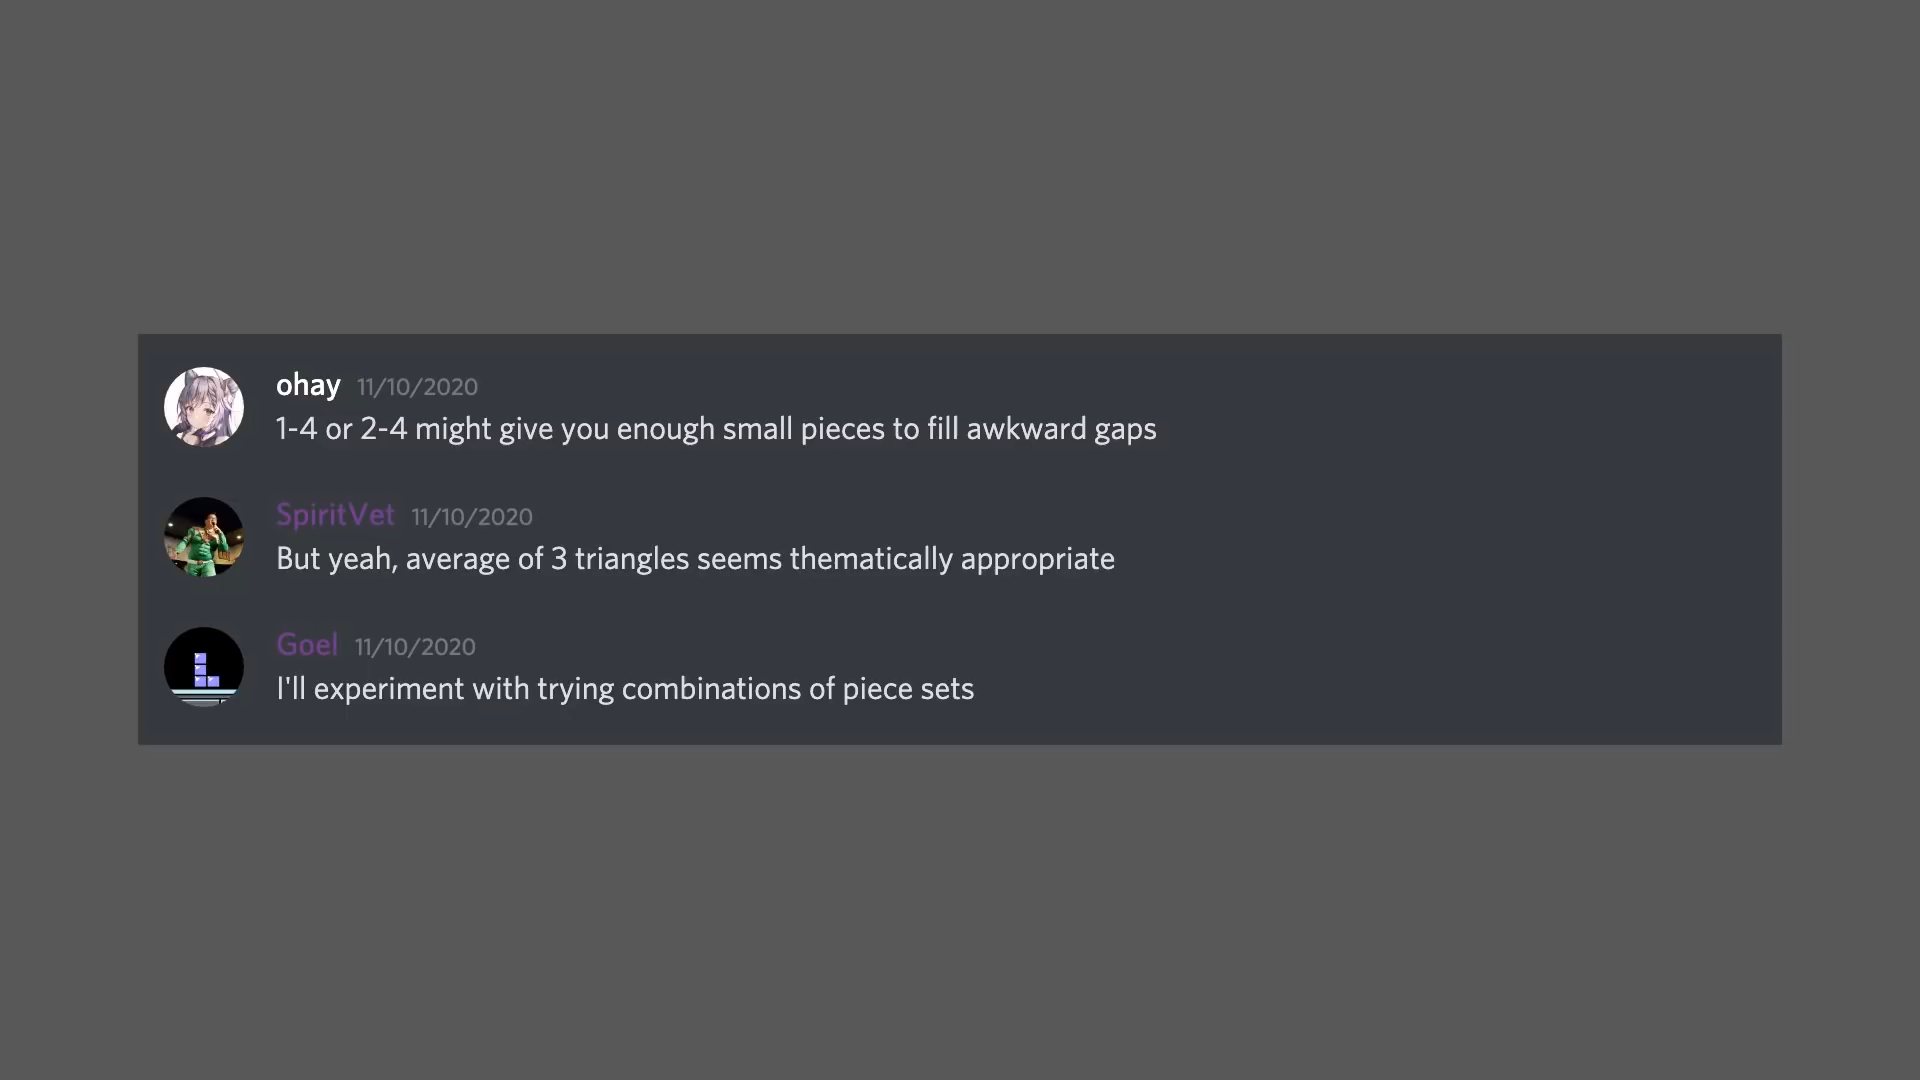 ohay 11/10/2020
1-4 or 2-4 might give you enough small pieces to fill awkward gaps
SpiritVet 11/10/2020
But yeah, average of 3 triangles seems thematically appropriate
Goel 11/10/2020
I'll experiment with trying combinations of piece sets